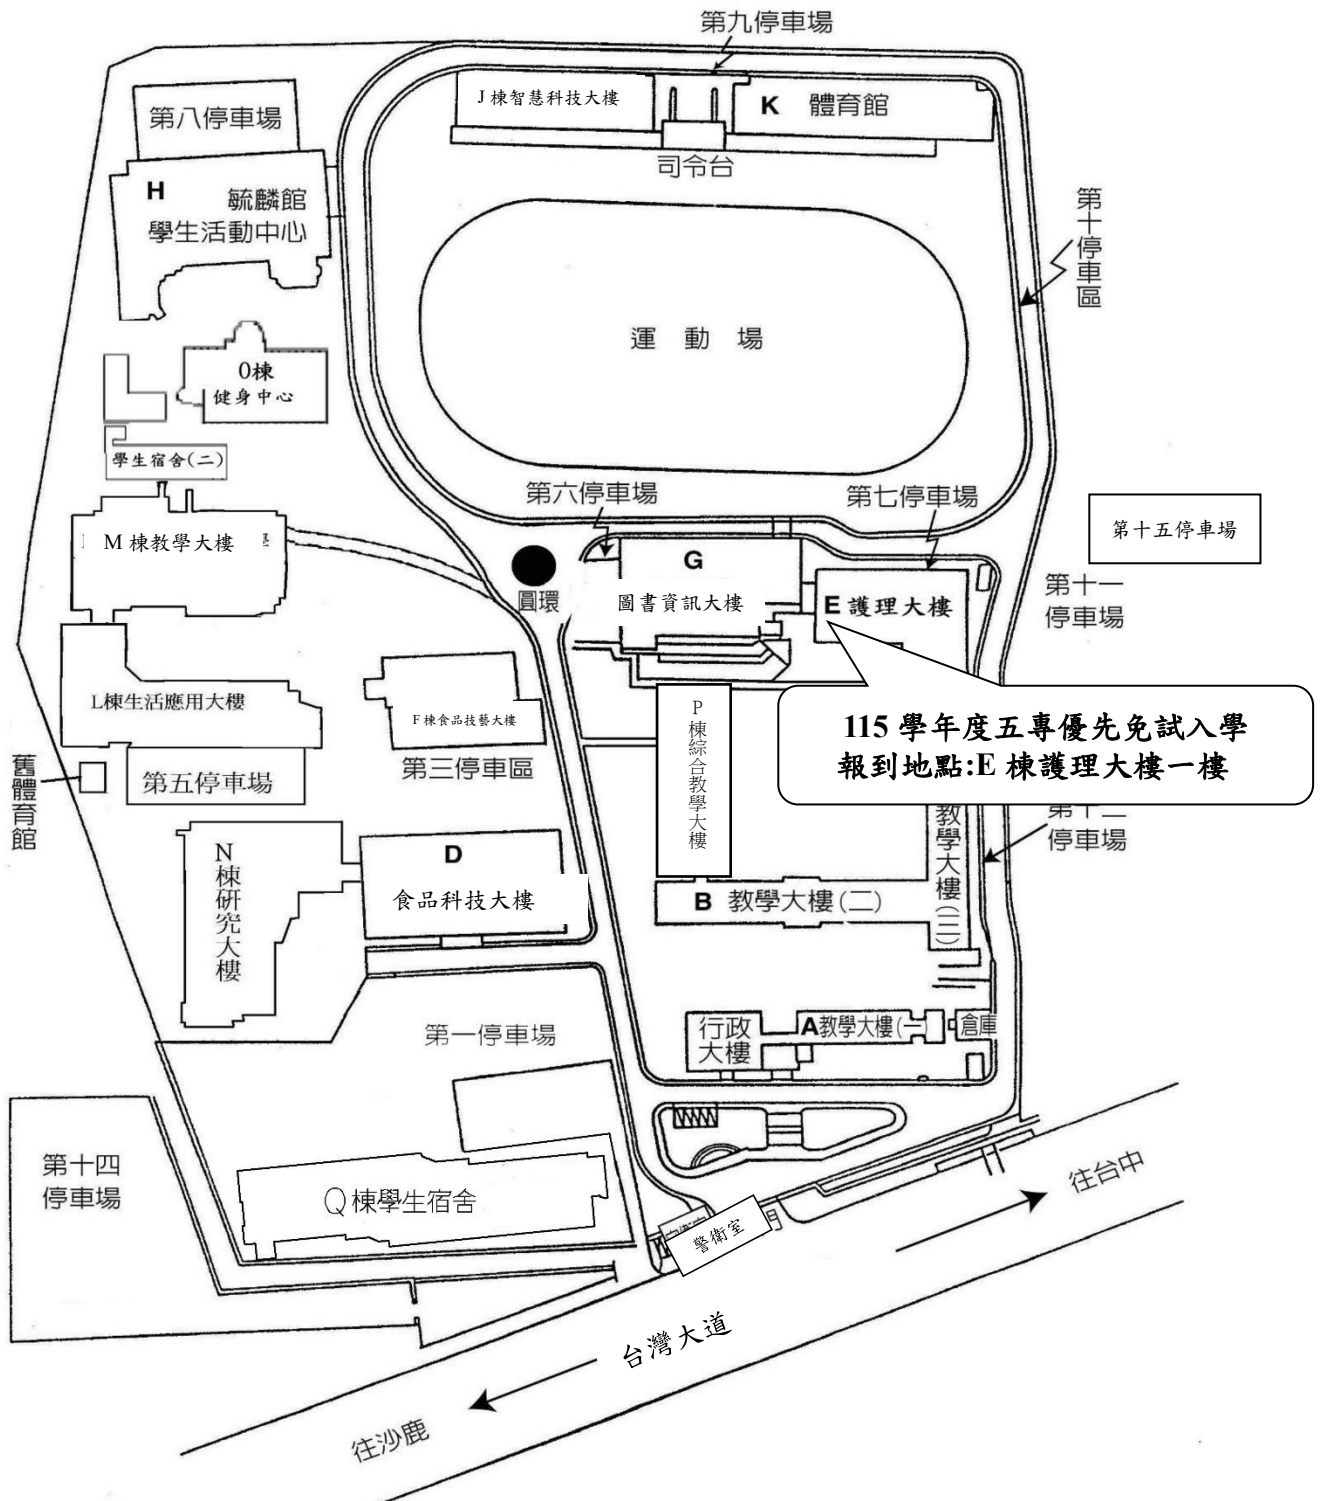 第九停車場
J棟智慧科技大樓
K 體育館
第八停車場
司令台
H 毓麟館
學生活動中心
第十停車區
運動場
O棟
健身中心
學生宿舍(二)
第六停車場
第七停車場
M棟教學大樓
第十五停車場
G
圖書資訊大樓
圓環
E護理大樓
第十一
停車場
L棟生活應用大樓
F棟食品技藝大樓
P棟綜合教學大樓
115學年度五專優先免試入學
報到地點:E棟護理大樓一樓
第三停車區
第五停車場
舊體育館
停車場
教學大樓(三)
N棟研究大樓
D
食品科技大樓
B 教學大樓(二)
第一停車場
行政
大樓
A教學大樓(一
倉庫
第十四
停車場
Q棟學生宿舍
警衛室
往台中
台灣大道
往沙鹿